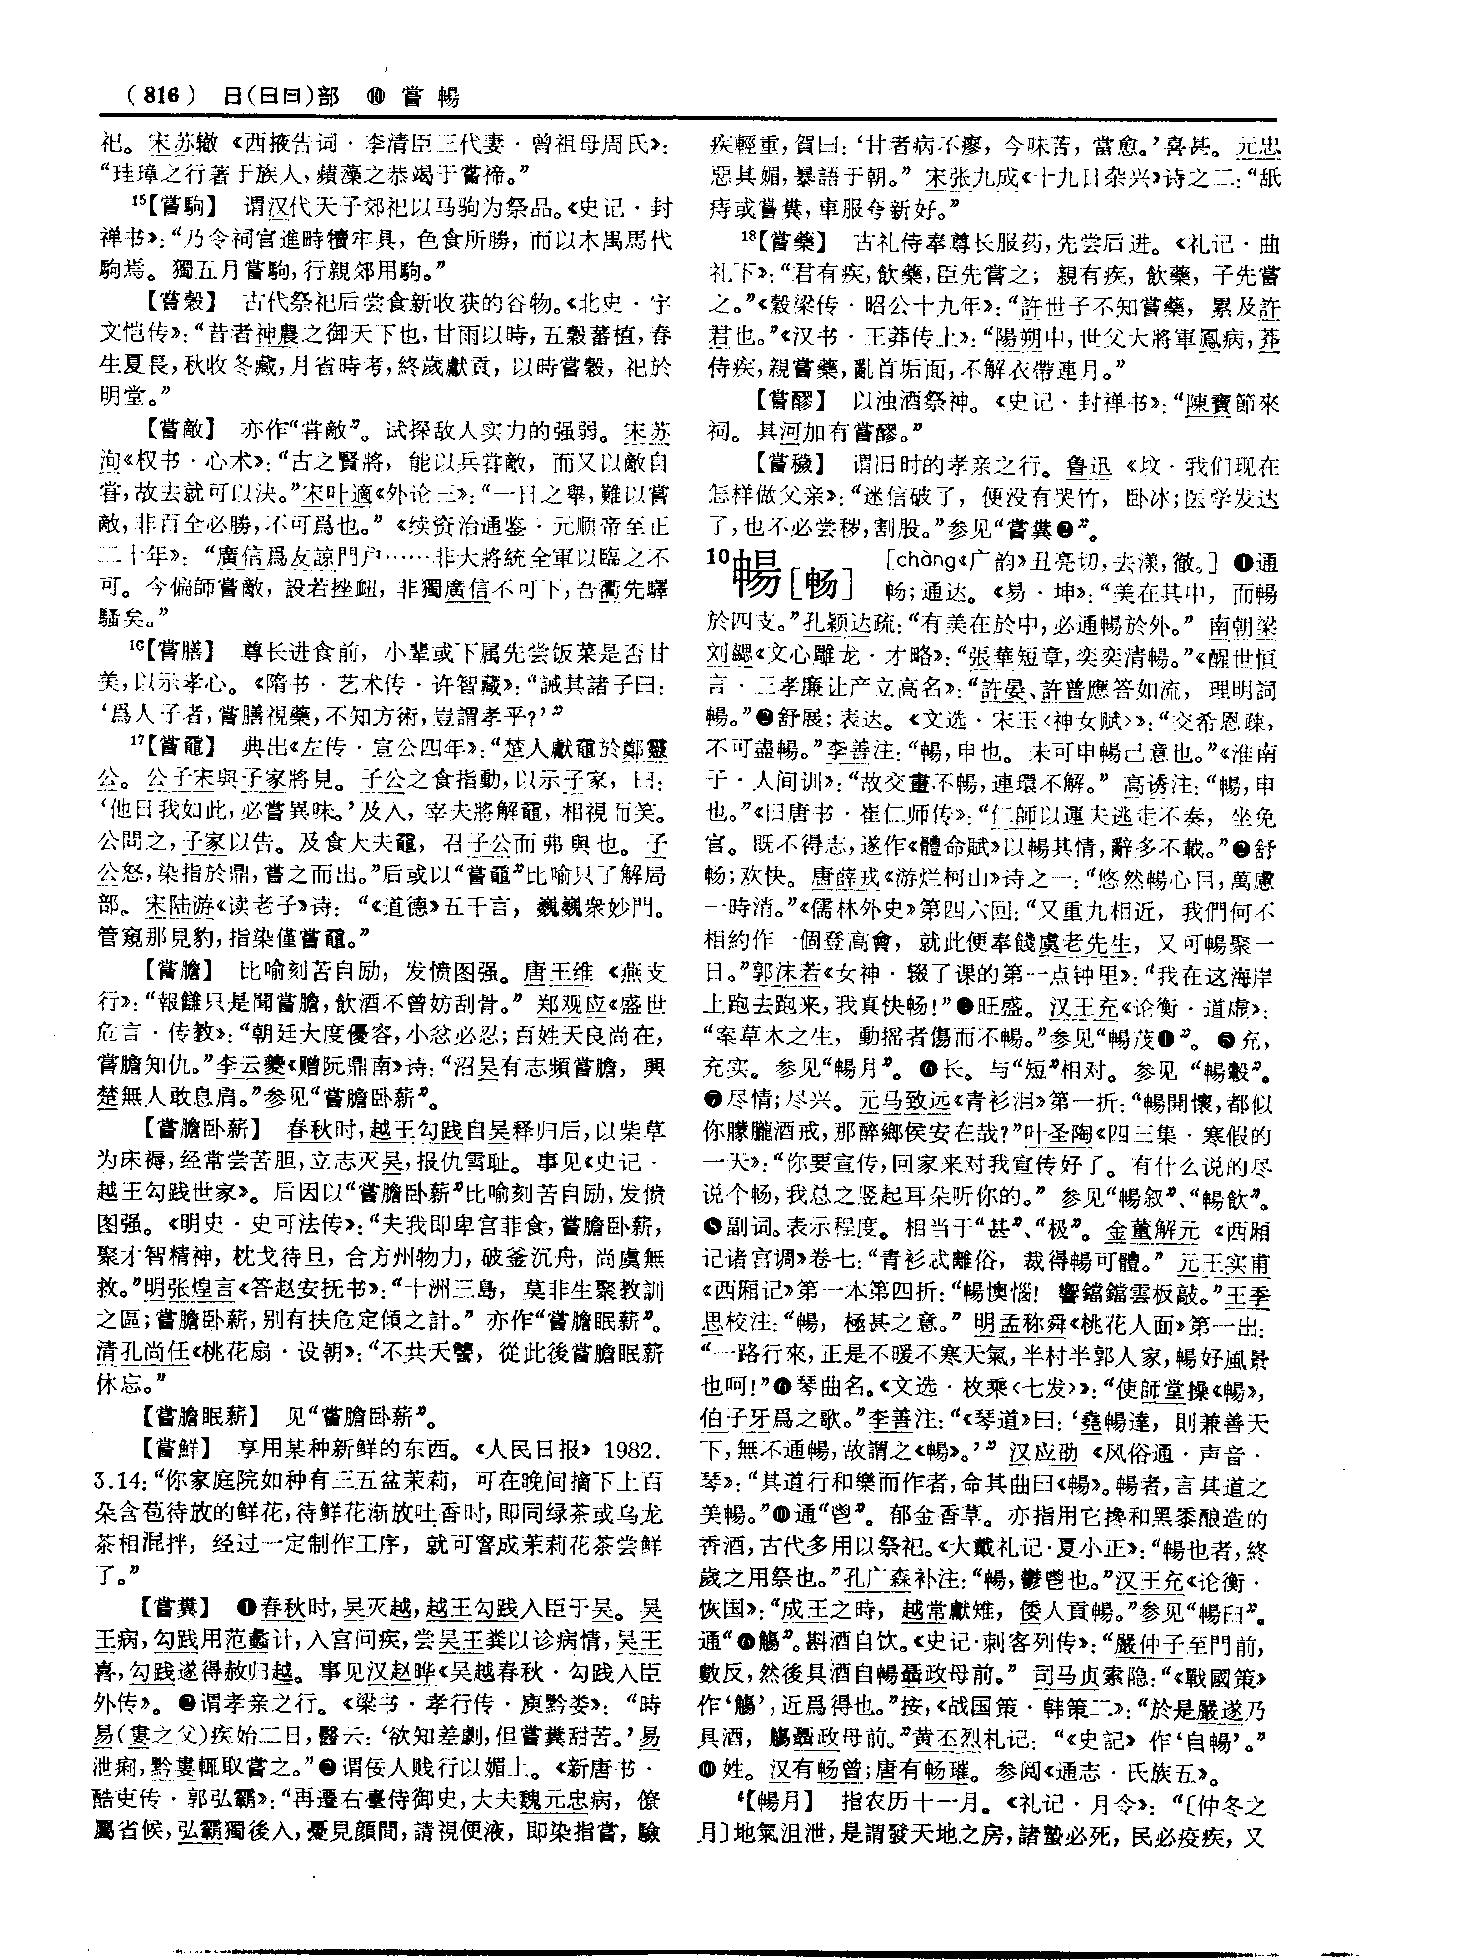 (816) 日(日曰)部 ⑩ 嘗 暢
祀。宋苏辙《西掖告词·李清臣三代妻·曾祖母周氏》:
“珪璋之行著于族人,蘋藻之恭竭于嘗禘。”
15【嘗駒】 谓汉代天子郊祀以马驹为祭品。《史记·封
禅书》:“乃令祠官進畤犢牢具,色食所勝,而以木禺馬代
駒焉。獨五月嘗駒,行親郊用駒。”
【嘗穀】 古代祭祀后尝食新收获的谷物。《北史·宇
文恺传》:“昔者神農之御天下也,甘雨以時,五穀蕃植,春
生夏長,秋收冬藏,月省時考,終歲獻貢,以時嘗穀,祀於
明堂。”
【嘗敵】 亦作“甞敵”。试探敌人实力的强弱。宋苏
洵《权书·心术》:“古之賢將,能以兵甞敵,而又以敵自
甞,故去就可以決。”宋叶適《外论三》:“一日之舉,難以嘗
敵,非百全必勝,不可爲也。”《续资治通鉴·元顺帝至正
二十年》:“廣信爲友諒門户……非大將統全軍以臨之不
可。今偏師嘗敵,設若挫衄,非獨廣信不可下,吾衢先驛
騷矣。”
16【嘗膳】 尊长进食前,小辈或下属先尝饭菜是否甘
美,以示孝心。《隋书·艺术传·许智藏》:“誡其諸子曰:
‘爲人子者,嘗膳視藥,不知方術,豈謂孝乎?’”
17【嘗黿】 典出《左传·宣公四年》:“楚人獻黿於鄭靈
公。公子宋與子家將見。子公之食指動,以示子家,曰:
‘他日我如此,必嘗異味。’及入,宰夫將解黿,相視而笑。
公問之,子家以告。及食大夫黿,召子公而弗與也。子
公怒,染指於鼎,嘗之而出。”后或以“嘗黿”比喻只了解局
部。宋陆游《读老子》诗:“《道德》五千言,巍巍衆妙門。
管窺那見豹,指染僅嘗黿。”
【嘗膽】 比喻刻苦自励,发愤图强。唐王维《燕支
行》:“報讎只是聞嘗膽,飲酒不曾妨刮骨。”郑观应《盛世
危言·传教》:“朝廷大度優容,小忿必忍;百姓天良尚在,
嘗膽知仇。”李云夔《赠阮鼎南》诗:“沼吴有志頻嘗膽,興
楚無人敢息肩。”参见“嘗膽卧薪”。
【嘗膽卧薪】 春秋时,越王勾践自吴释归后,以柴草
为床褥,经常尝苦胆,立志灭吴,报仇雪耻。事见《史记·
越王勾践世家》。后因以“嘗膽卧薪”比喻刻苦自励,发愤
图强。《明史·史可法传》:“夫我即卑宫菲食,嘗膽卧薪,
聚才智精神,枕戈待旦,合方州物力,破釜沉舟,尚虞無
救。”明张煌言《答赵安抚书》:“十洲三島,莫非生聚教訓
之區;嘗膽卧薪,别有扶危定傾之計。”亦作“嘗膽眠薪”。
清孔尚任《桃花扇·设朝》:“不共天讐,從此後嘗膽眠薪
休忘。”
【嘗膽眠薪】 见“嘗膽卧薪”。
【嘗鮮】 享用某种新鲜的东西。《人民日报》1982.
3.14:“你家庭院如种有三五盆茉莉,可在晚间摘下上百
朵含苞待放的鲜花,待鲜花渐放吐香时,即同绿茶或乌龙
茶相混拌,经过一定制作工序,就可窨成茉莉花茶尝鲜
了。”
【嘗糞】 ❶春秋时,吴灭越,越王勾践入臣于吴。吴
王病,勾践用范蠡计,入宫问疾,尝吴王粪以诊病情,吴王
喜,勾践遂得赦归越。事见汉赵晔《吴越春秋·勾践入臣
外传》。❷谓孝亲之行。《梁书·孝行传·庾黔娄》:“時
易(婁之父)疾始二日,醫云:‘欲知差劇,但嘗糞甜苦。’易
泄痢,黔婁輒取嘗之。”❸谓佞人贱行以媚上。《新唐书·
酷吏传·郭弘霸》:“再遷右臺侍御史,大夫魏元忠病,僚
屬省候,弘霸獨後入,憂見顔間,請視便液,即染指嘗,驗
疾輕重,賀曰:‘甘者病不瘳,今味苦,當愈。’喜甚。元忠
惡其媚,暴語于朝。”宋张九成《十九日杂兴》诗之二:“舐
痔或嘗糞,車服夸新好。”
18【嘗藥】 古礼侍奉尊长服药,先尝后进。《礼记·曲
礼下》:“君有疾,飲藥,臣先嘗之;親有疾,飲藥,子先嘗
之。”《穀梁传·昭公十九年》:“許世子不知嘗藥,累及許
君也。”《汉书·王莽传上》:“陽朔中,世父大將軍鳳病,莽
侍疾,親嘗藥,亂首垢面,不解衣帶連月。”
【嘗醪】 以浊酒祭神。《史记·封禅书》:“陳寶節來
祠。其河加有嘗醪。”
【嘗穢】 谓旧时的孝亲之行。鲁迅《坟·我们现在
怎样做父亲》:“迷信破了,便没有哭竹,卧冰;医学发达
了,也不必尝秽,割股。”参见“嘗糞❷”。
10暢[畅] [chàng《广韵》丑亮切,去漾,徹。]❶通
畅;通达。《易·坤》:“美在其中,而暢
於四支。”孔颖达疏:“有美在於中,必通暢於外。”南朝梁
刘勰《文心雕龙·才略》:“張華短章,奕奕清暢。”《醒世恒
言·三孝廉让产立高名》:“許晏、許普應答如流,理明詞
暢。”❷舒展;表达。《文选·宋玉〈神女赋〉》:“交希恩疎,
不可盡暢。”李善注:“暢,申也。未可申暢己意也。”《淮南
子·人间训》:“故交畫不暢,連環不解。”高诱注:“暢,申
也。”《旧唐书·崔仁师传》:“仁師以運夫逃走不奏,坐免
官。既不得志,遂作《體命賦》以暢其情,辭多不載。”❸舒
畅;欢快。唐薛戎《游烂柯山》诗之一:“悠然暢心目,萬慮
一時消。”《儒林外史》第四六回:“又重九相近,我們何不
相約作一個登高會,就此便奉餞虞老先生,又可暢聚一
日。”郭沫若《女神·辍了课的第一点钟里》:“我在这海岸
上跑去跑来,我真快畅!”❹旺盛。汉王充《论衡·道虚》:
“案草木之生,動摇者傷而不暢。”参见“暢茂❶”。❺充,
充实。参见“暢月”。❻长。与“短”相对。参见“暢轂”。
❼尽情;尽兴。元马致远《青衫泪》第一折:“暢開懷,都似
你朦朧酒戒,那醉鄉侯安在哉?”叶圣陶《四三集·寒假的
一天》:“你要宣传,回家来对我宣传好了。有什么说的尽
说个畅,我总之竖起耳朵听你的。”参见“暢叙”、“暢飲”。
❽副词。表示程度。相当于“甚”、“极”。金董解元《西厢
记诸宫调》卷七:“青衫忒離俗,裁得暢可體。”元王实甫
《西厢记》第一本第四折:“暢懊惱!響鐺鐺雲板敲。”王季
思校注:“暢,極甚之意。”明孟称舜《桃花人面》第一出:
“一路行來,正是不暖不寒天氣,半村半郭人家,暢好風景
也呵!”❾琴曲名。《文选·枚乘〈七发〉》:“使師堂操《暢》,
伯子牙爲之歌。”李善注:“《琴道》曰:‘堯暢達,則兼善天
下,無不通暢,故謂之《暢》。’”汉应劭《风俗通·声音·
琴》:“其道行和樂而作者,命其曲曰《暢》。暢者,言其道之
美暢。”❿通“鬯”。郁金香草。亦指用它搀和黑黍酿造的
香酒,古代多用以祭祀。《大戴礼记·夏小正》:“暢也者,終
歲之用祭也。”孔广森补注:“暢,鬱鬯也。”汉王充《论衡·
恢国》:“成王之時,越常獻雉,倭人貢暢。”参见“暢臼”。
通“觴”。斟酒自饮。《史记·刺客列传》:“嚴仲子至門前,
數反,然後具酒自暢聶政母前。”司马贞索隐:“《戰國策》
作‘觴’,近爲得也。”按,《战国策·韩策二》:“於是嚴遂乃
具酒,觴聶政母前。”黄丕烈札记:“《史記》作‘自暢’。”
姓。汉有畅曾;唐有畅璀。参阅《通志·氏族五》。
4【暢月】 指农历十一月。《礼记·月令》:“〔仲冬之
月〕地氣沮泄,是謂發天地之房,諸蟄必死,民必疫疾,又